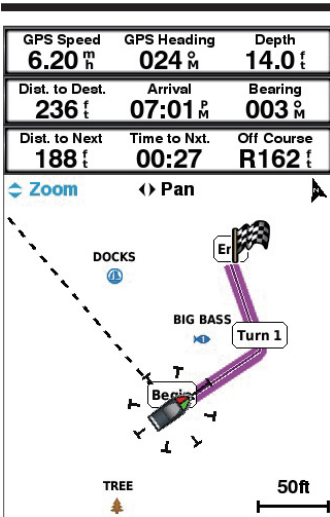 GPS Speed GPS Heading Depth
6.20 m/h 024 °M 14.0 ft
Dist. to Dest. Arrival Bearing
236 ft 07:01 PM 003 °M
Dist. to Next Time to Nxt. Off Course
188 ft 00:27 R162 ft
Zoom Pan N
En
DOCKS
BIG BASS
Turn 1
Begin
TREE
50ft